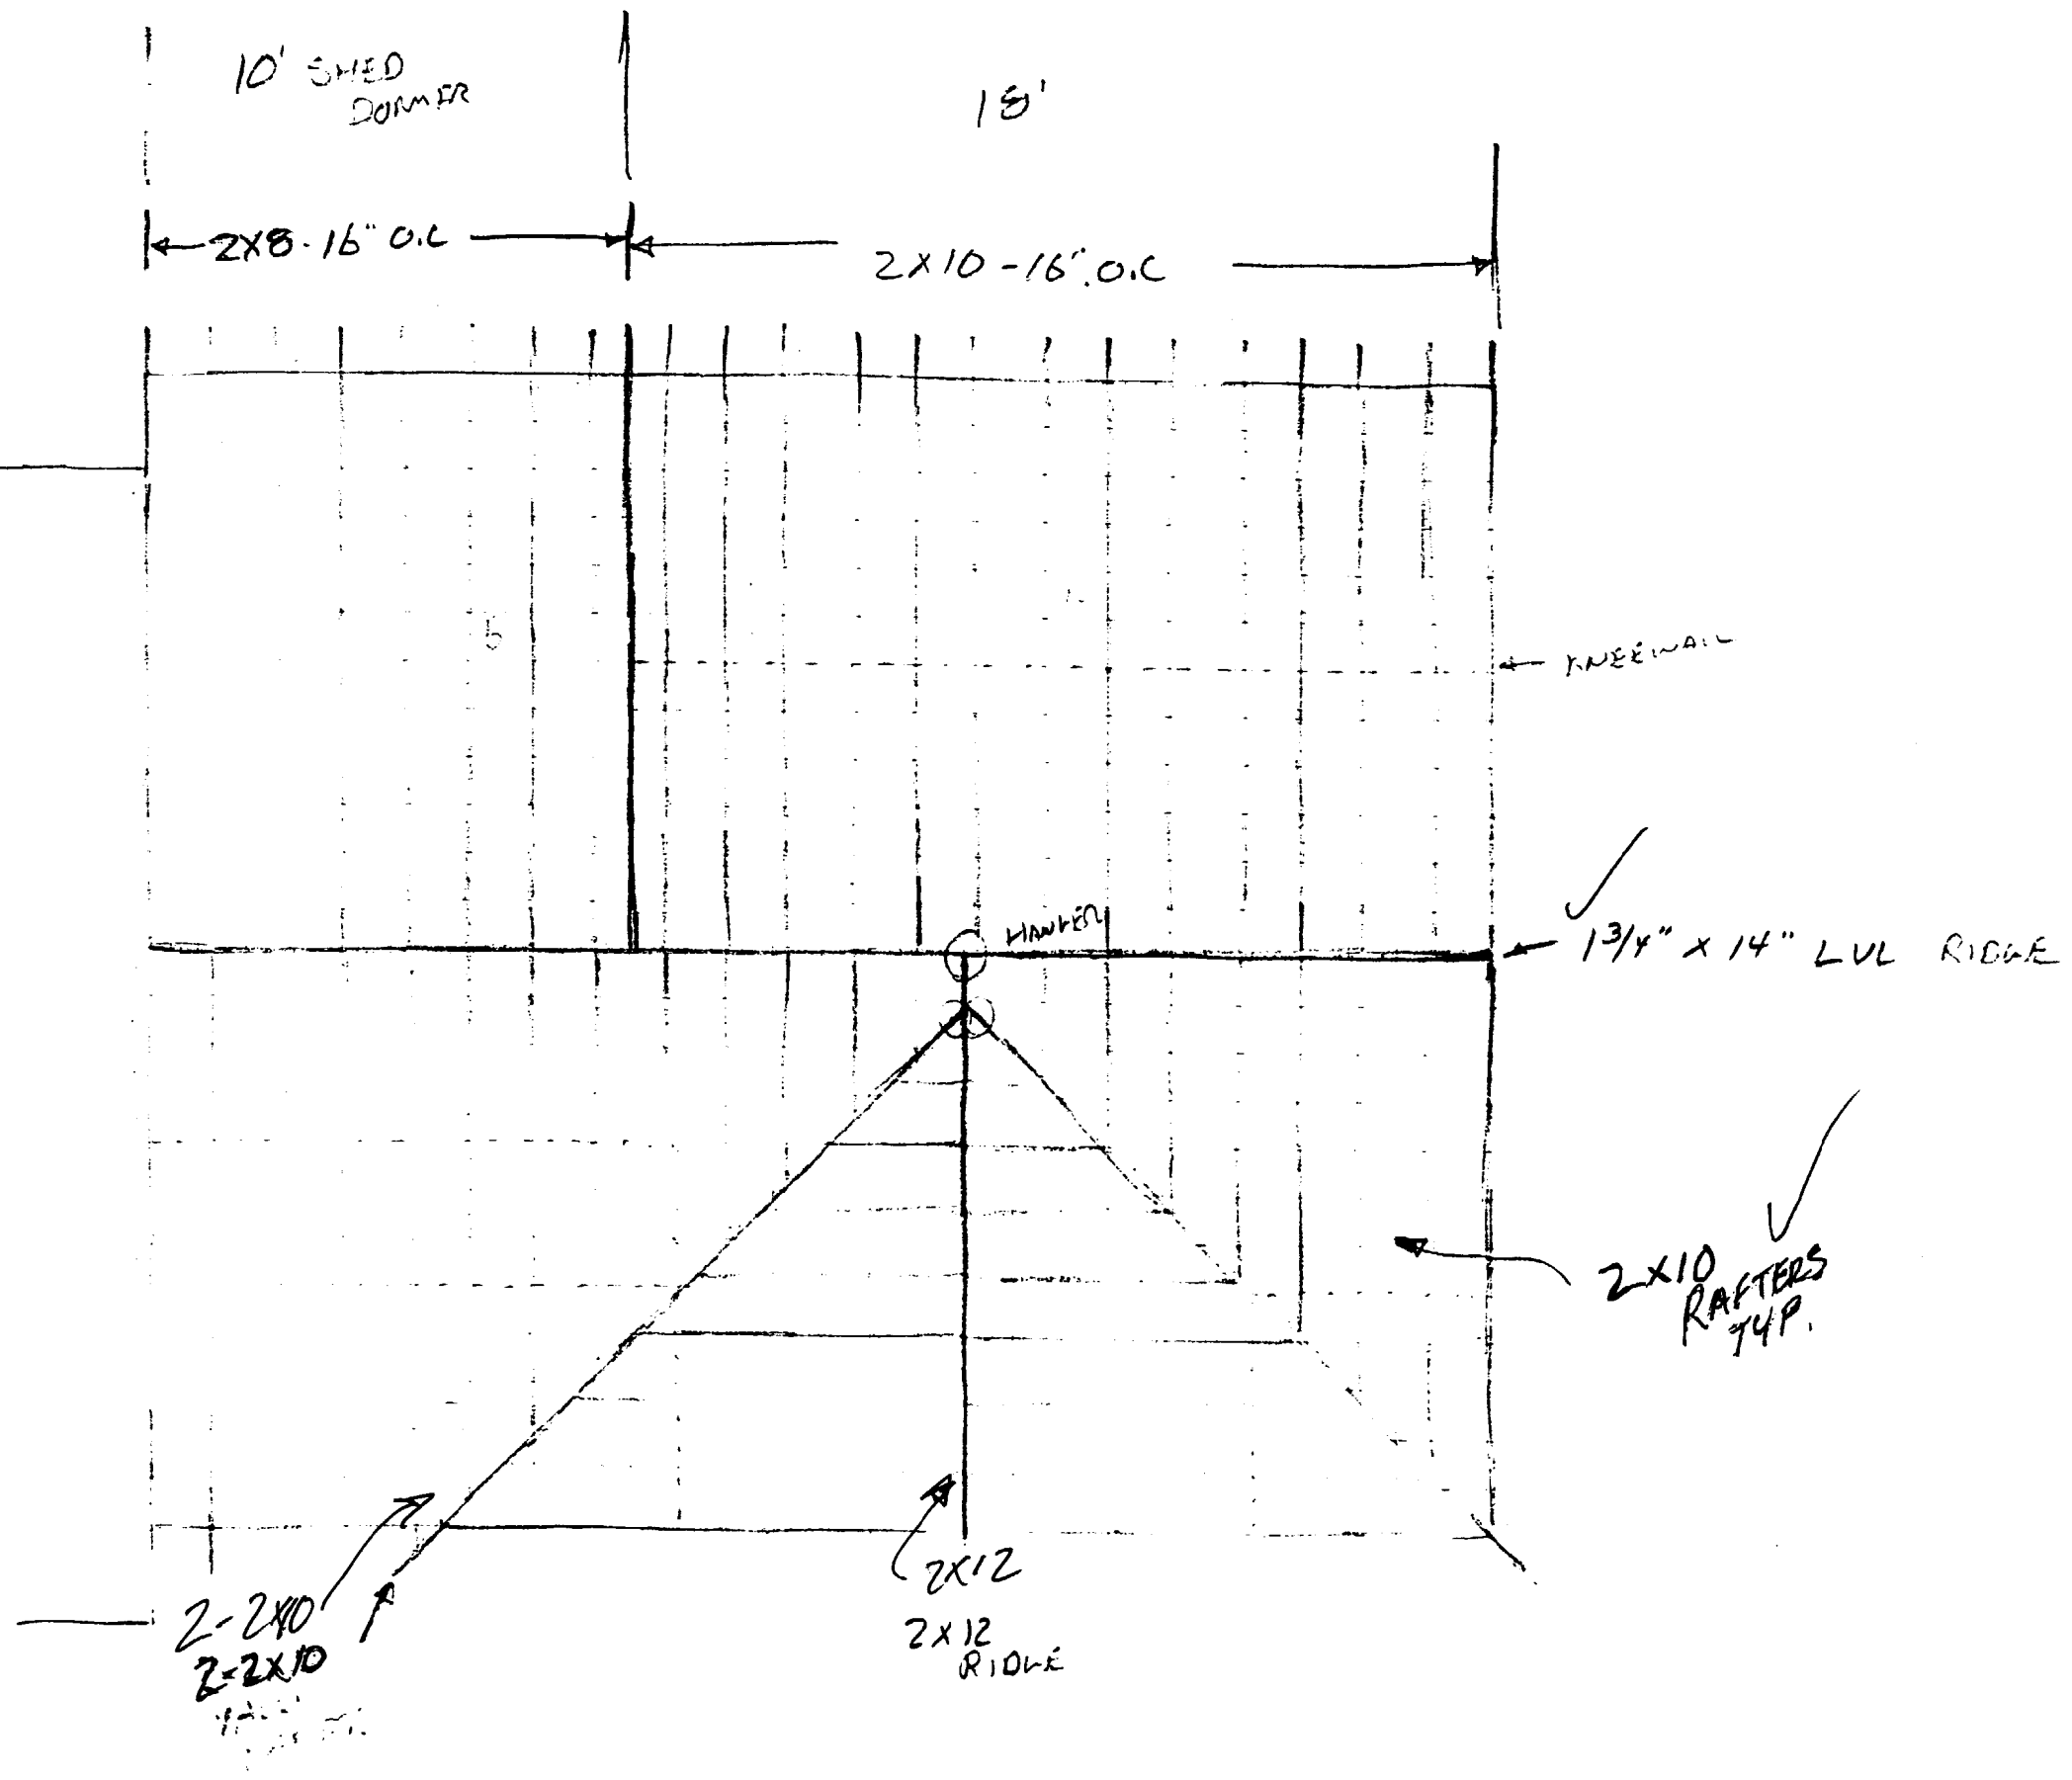 10' SHED
DORMER
18'
2X8-16" O.C
2X10-16" O.C
KNEEWALL
HANGER
1 3/4" X 14" LVL RIDGE
2X10
RAFTERS
TYP.
2X12
2X12
RIDGE
2-2X10
2-2X10